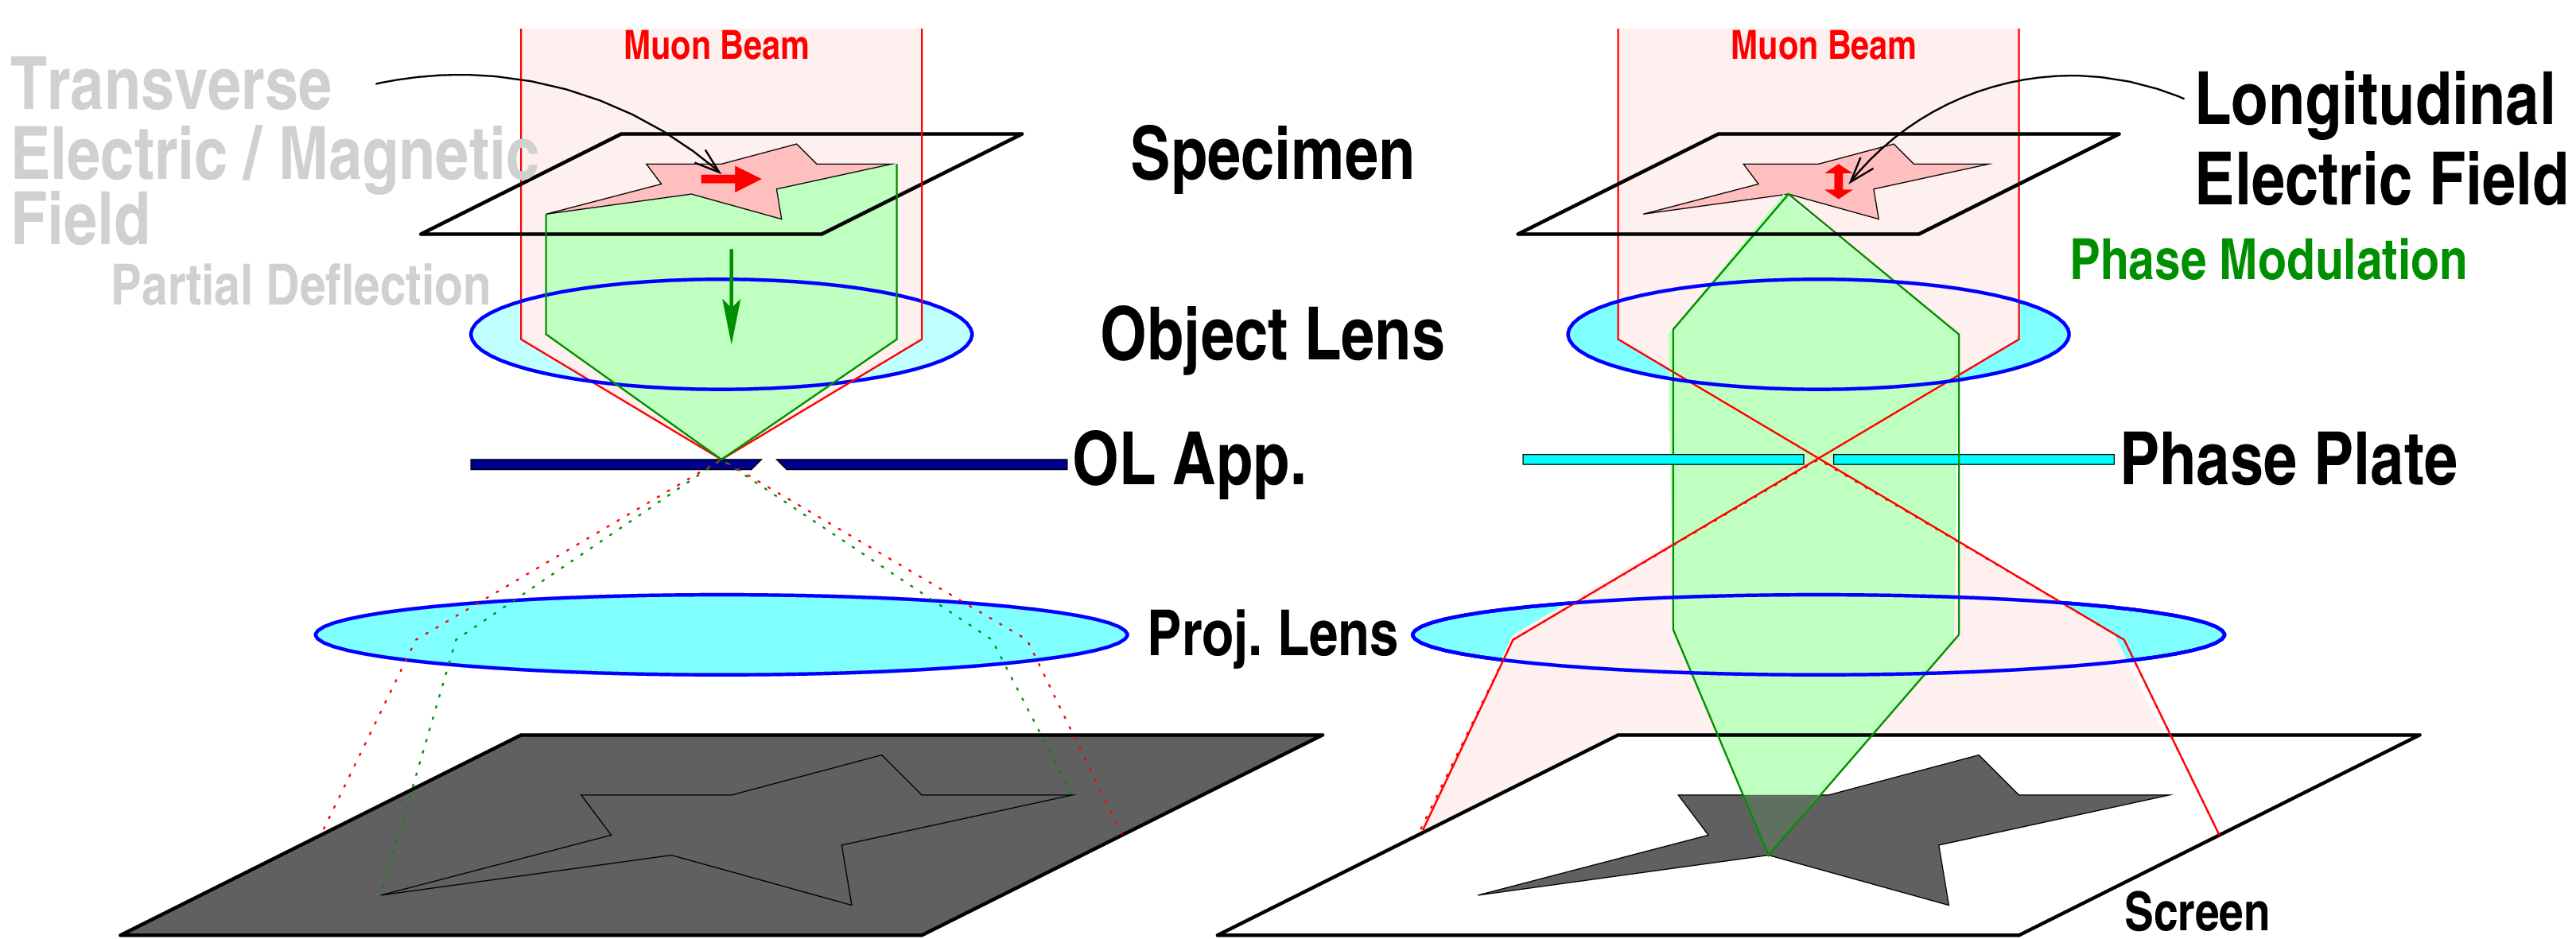 Muon Beam
Transverse
Electric / Magnetic
Field
Partial Deflection
Specimen
Object Lens
OL App.
Proj. Lens
Muon Beam
Longitudinal
Electric Field
Phase Modulation
Phase Plate
Screen